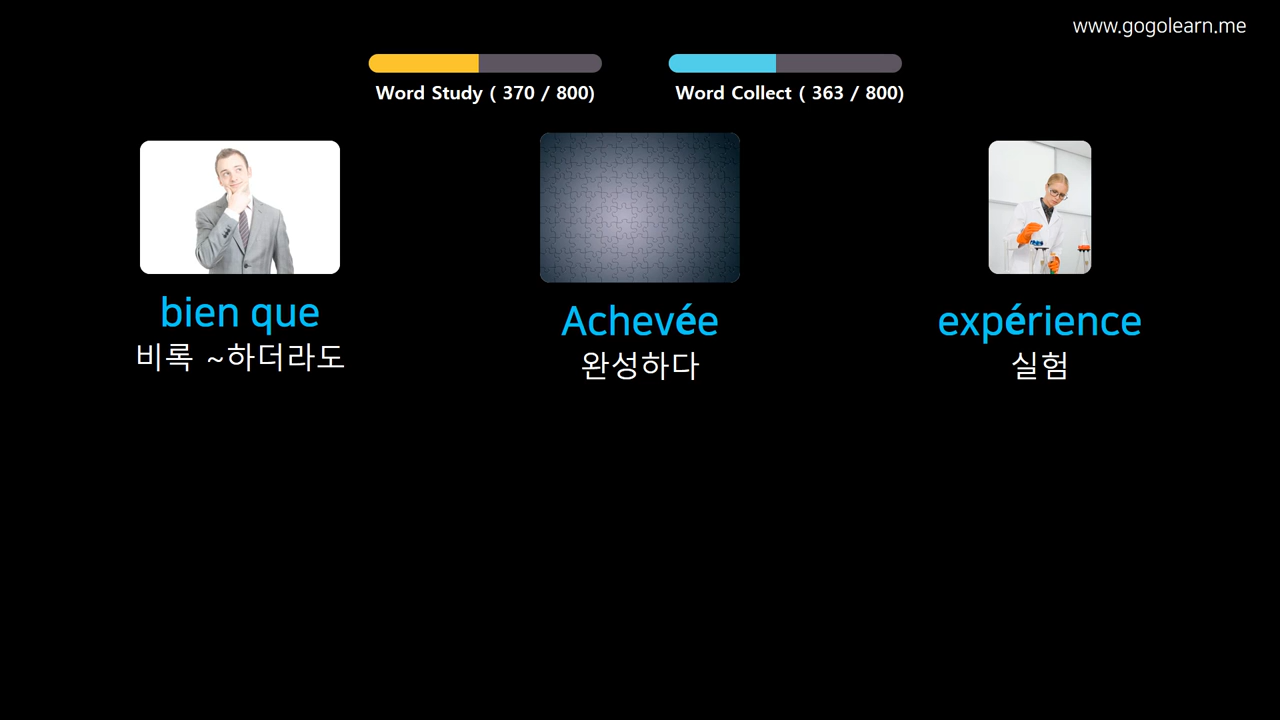 www.gogolearn.me
Word Study ( 370 / 800)
Word Collect ( 363 / 800)
bien que
비록 ~하더라도
Achevée
완성하다
expérience
실험